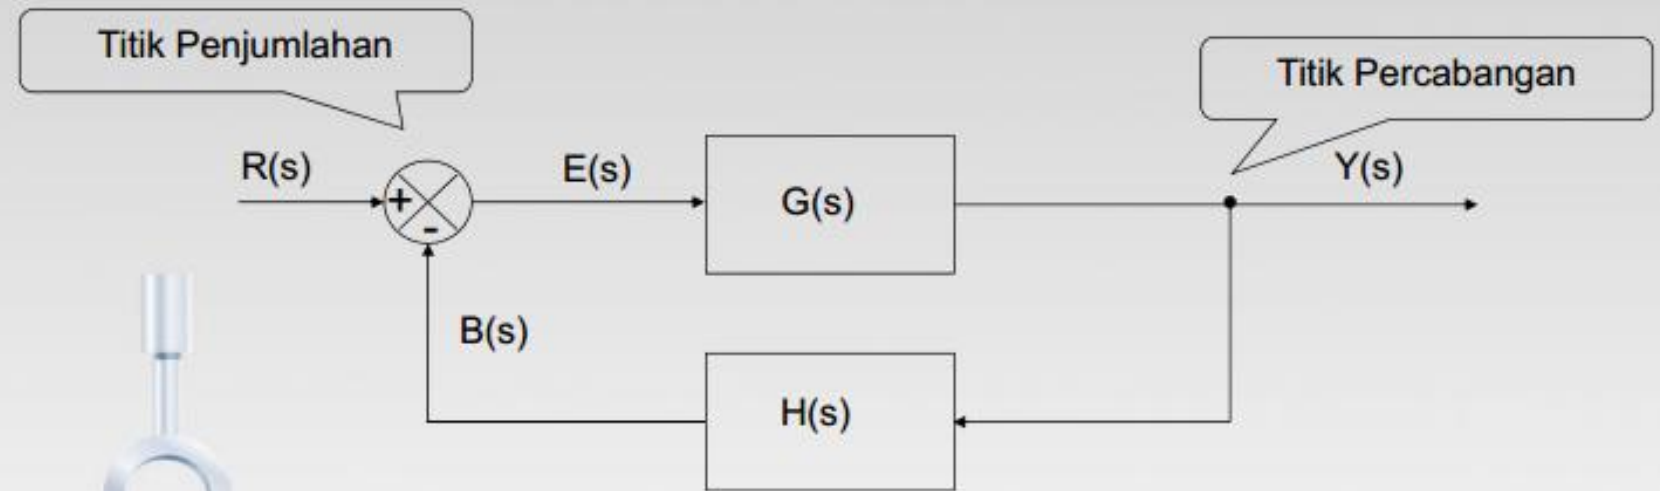 Titik Penjumlahan
Titik Percabangan
R(s)
E(s)
Y(s)
+
G(s)
-
B(s)
H(s)